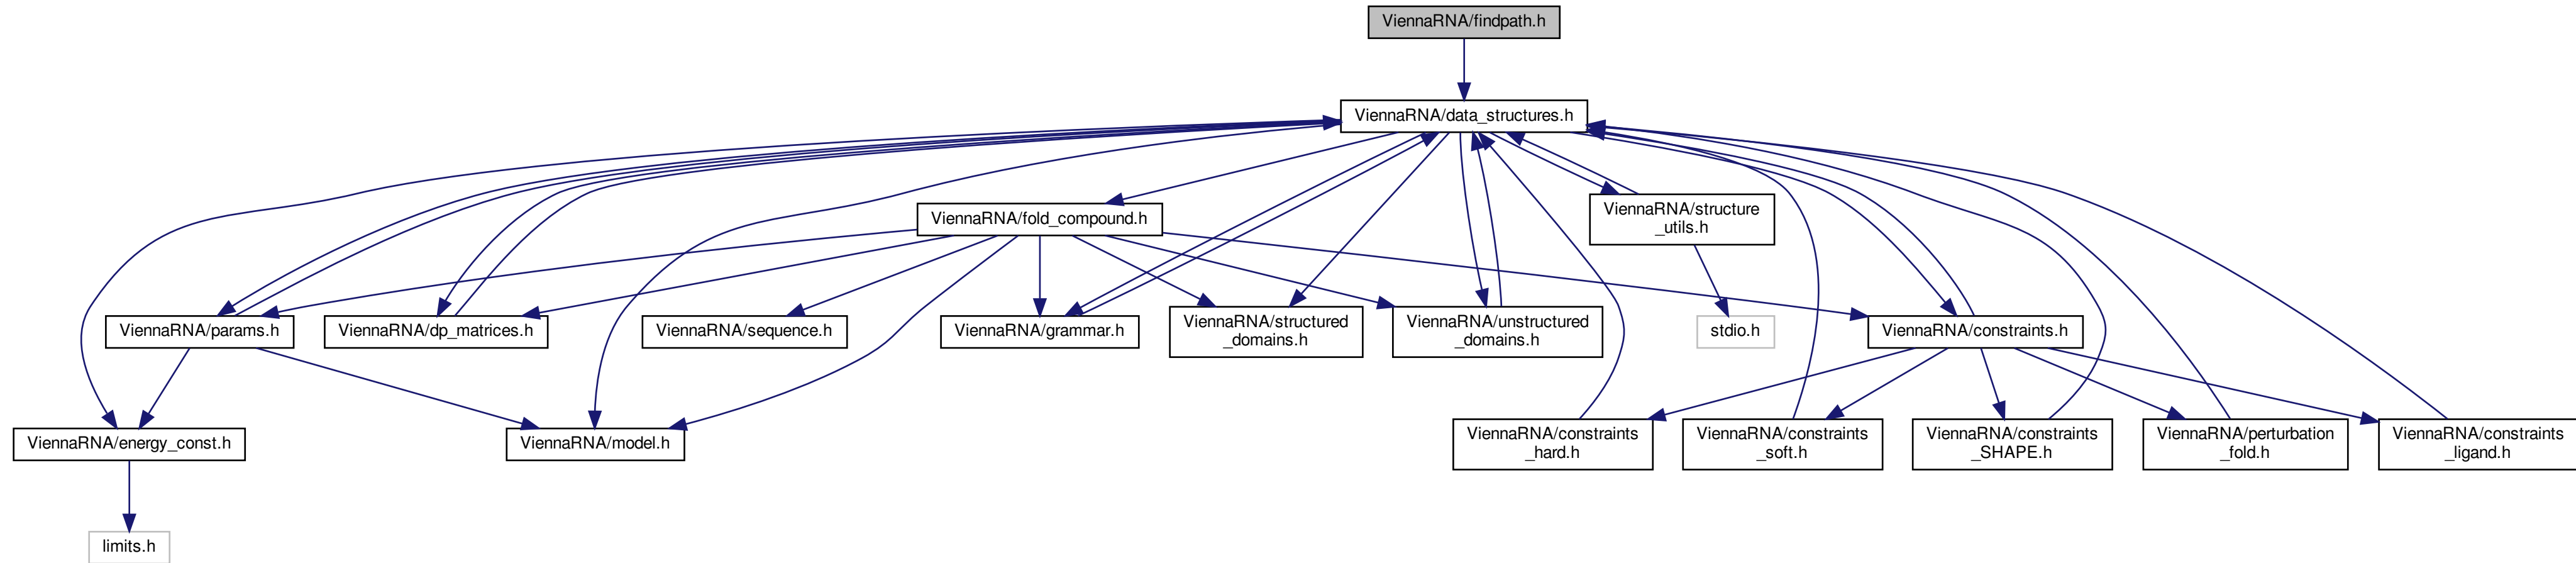 ViennaRNA/findpath.h
ViennaRNA/data_structures.h
ViennaRNA/structure
_utils.h
ViennaRNA/fold_compound.h
ViennaRNA/params.h
ViennaRNA/dp_matrices.h
ViennaRNA/sequence.h
ViennaRNA/grammar.h
ViennaRNA/structured
_domains.h
ViennaRNA/unstructured
_domains.h
stdio.h
ViennaRNA/constraints.h
ViennaRNA/energy_const.h
ViennaRNA/model.h
ViennaRNA/constraints
_hard.h
ViennaRNA/constraints
_soft.h
ViennaRNA/constraints
_SHAPE.h
ViennaRNA/perturbation
_fold.h
ViennaRNA/constraints
_ligand.h
limits.h